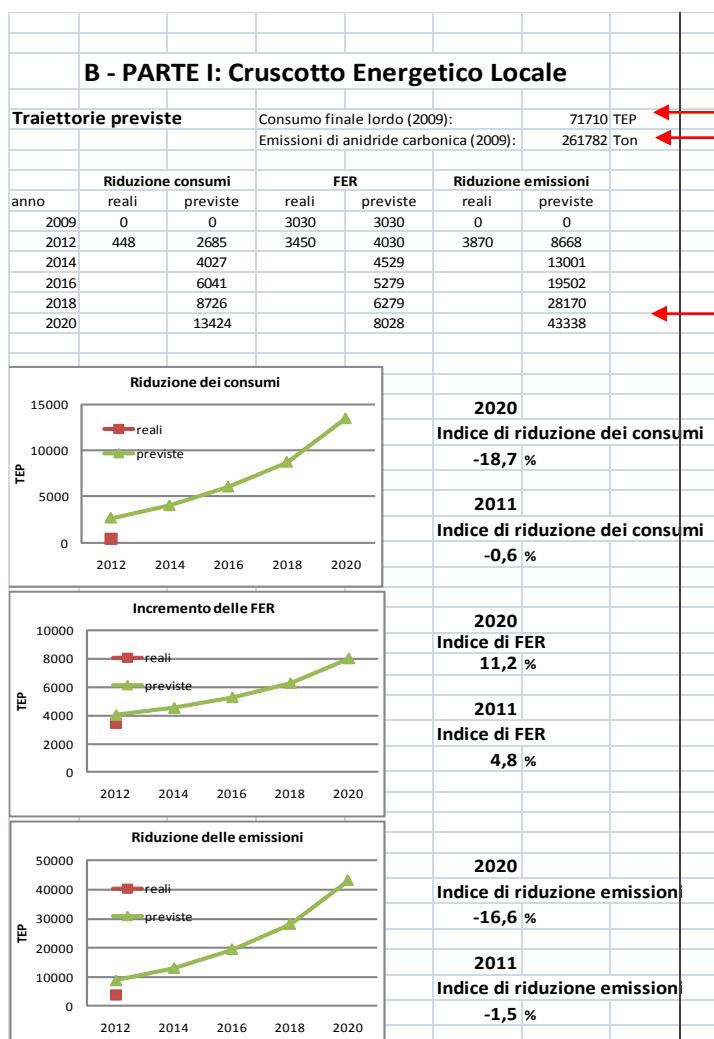 B - PARTE I: Cruscotto Energetico Locale
Traiettorie previste Consumo finale lordo (2009): 71710 TEP
Emissioni di anidride carbonica (2009): 261782 Ton
Riduzione consumi FER Riduzione emissioni
anno reali previste reali previste reali previste
2009 0 0 3030 3030 0 0
2012 448 2685 3450 4030 3870 8668
2014 4027 4529 13001
2016 6041 5279 19502
2018 8726 6279 28170
2020 13424 8028 43338
Riduzione dei consumi
15000
10000
5000
0
TEP
reali
previste
2012 2014 2016 2018 2020
2020
Indice di riduzione dei consumi
-18,7 %
2011
Indice di riduzione dei consumi
-0,6 %
Incremento delle FER
10000
8000
6000
4000
2000
0
TEP
reali
previste
2012 2014 2016 2018 2020
2020
Indice di FER
11,2 %
2011
Indice di FER
4,8 %
Riduzione delle emissioni
50000
40000
30000
20000
10000
0
TEP
reali
previste
2012 2014 2016 2018 2020
2020
Indice di riduzione emissioni
-16,6 %
2011
Indice di riduzione emissioni
-1,5 %